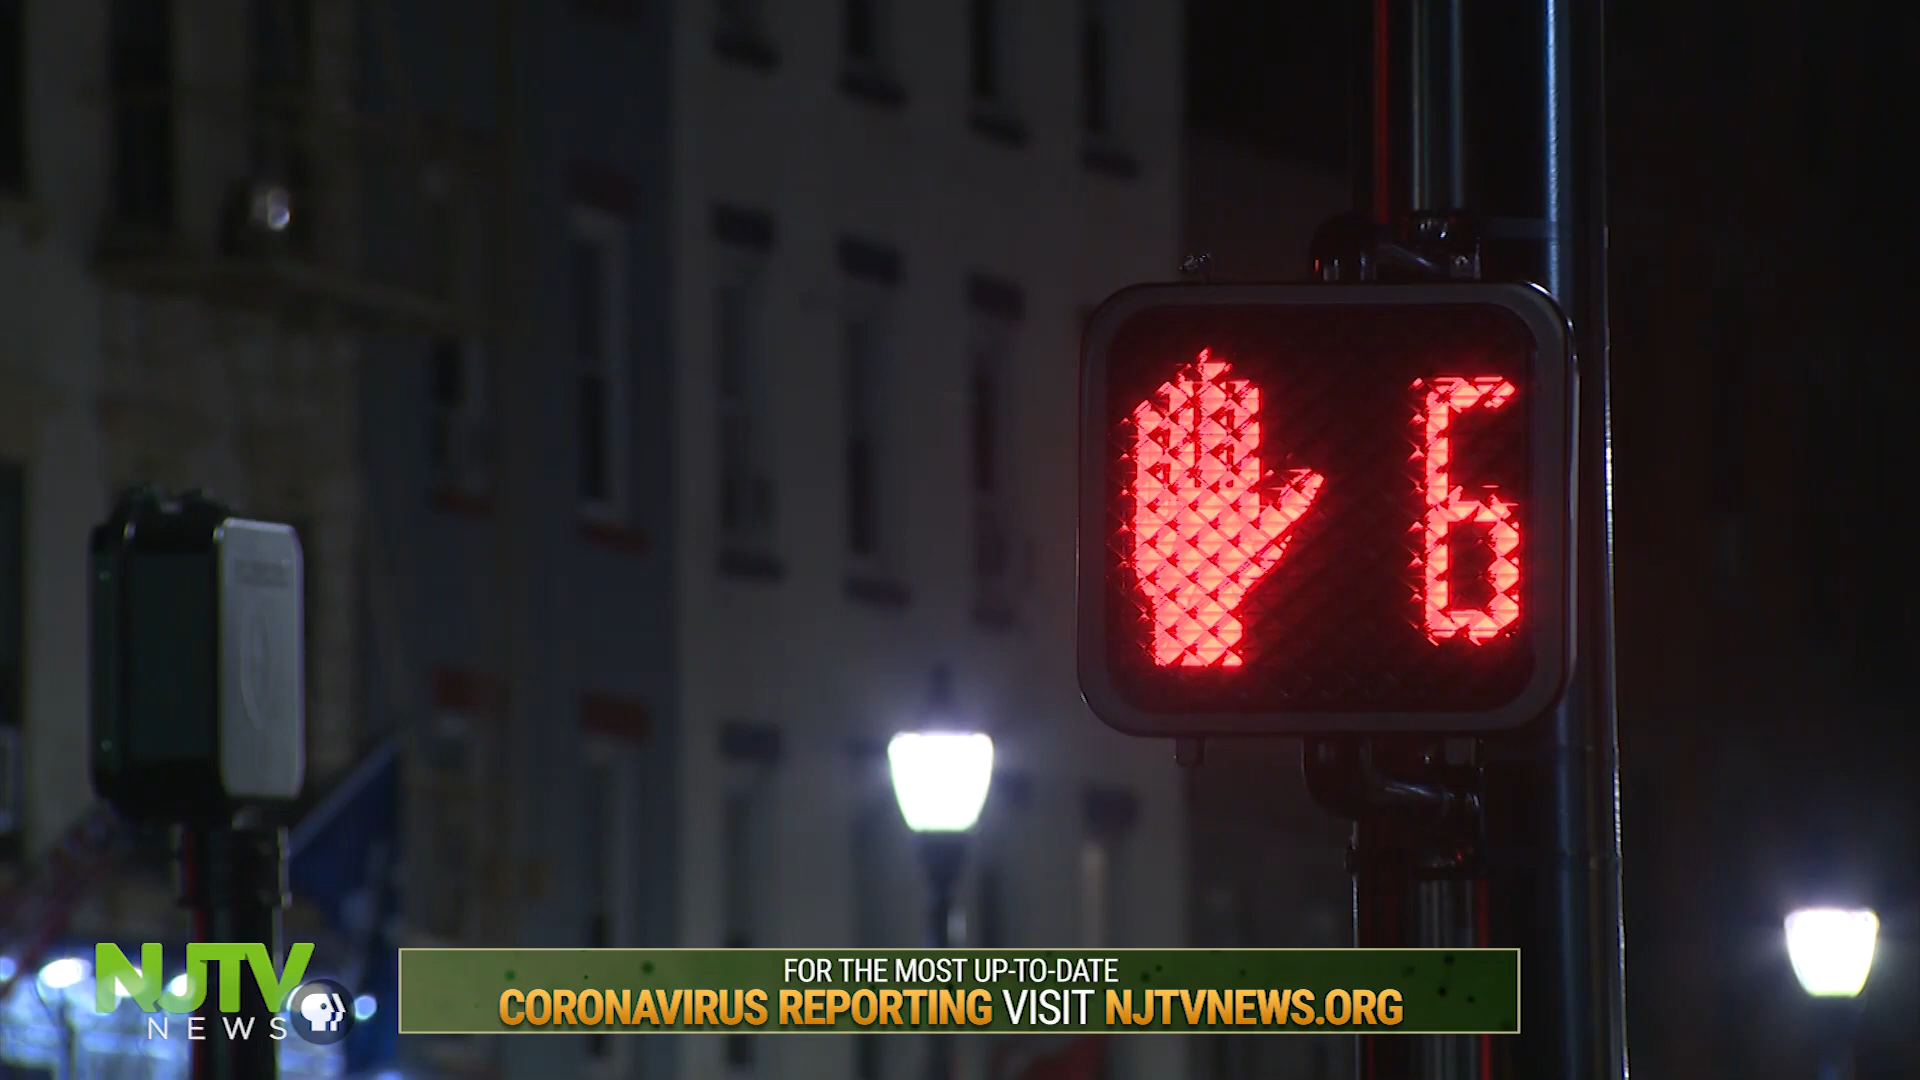 6
FOR THE MOST UP-TO-DATE
CORONAVIRUS REPORTING VISIT NJTVNEWS.ORG
NJTV
NEWS